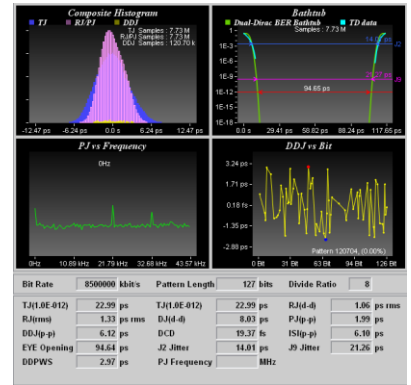 Composite Histogram
TJ RJ/PJ DDJ
TJ Samples : 7.73 M
RJ/PJ Samples : 7.73 M
DDJ Samples : 120.70 k
-12.47 ps -6.24 ps 0.0 s 6.24 ps 12.47 ps
Bathtub
Dual-Dirac BER Bathtub TD data
Samples : 7.73 M
1
1E-3
1E-6
1E-9
1E-12
1E-15
1E-18
J2
J9
94.65 ps
0.0 s 29.41 ps 58.82 ps 88.24 ps 117.65 ps
PJ vs Frequency
0Hz
0Hz 10.89 kHz 21.79 kHz 32.68 kHz 43.57 kHz
DDJ vs Bit
3.24 ps
1.71 ps
0.18 ps
-1.35 ps
-2.88 ps
Pattern 120704, (0.00%)
0 Bit 31 Bit 63 Bit 94 Bit 126 Bit
Bit Rate 8500000 kbit/s Pattern Length 127 bits Divide Ratio 8
TJ(1.0E-012) 22.99 ps TJ(1.0E-012) 22.99 ps RJ(d-d) 1.06 ps rms
RJ(rms) 1.33 ps rms DJ(d-d) 8.03 ps PJ(p-p) 1.99 ps
DDJ(p-p) 6.12 ps DCD 19.37 fs ISI(p-p) 6.10 ps
EYE Opening 94.64 ps J2 Jitter 14.01 ps J9 Jitter 21.26 ps
DDPWS 2.97 ps PJ Frequency MHz